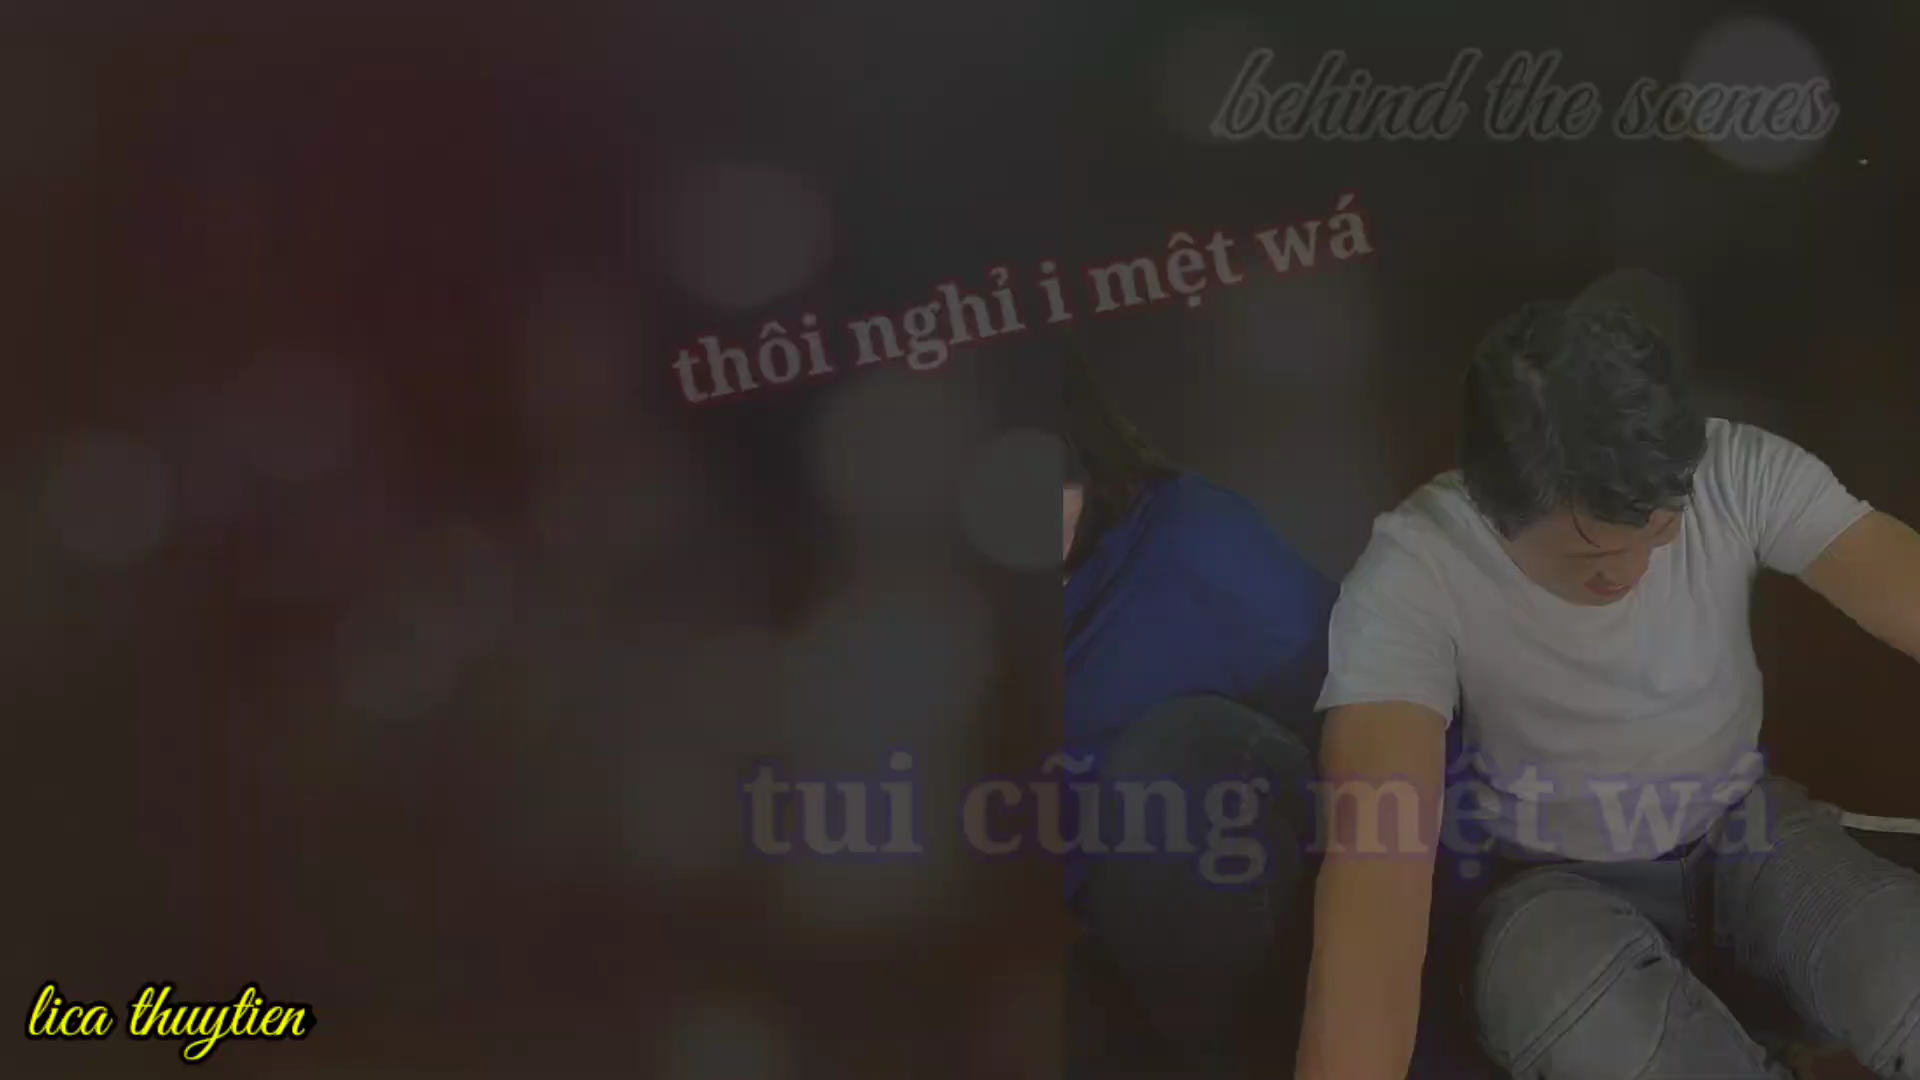 behind the scenes
thôi nghỉ i mệt wá
tui cũng mệt wá
lica thuytien